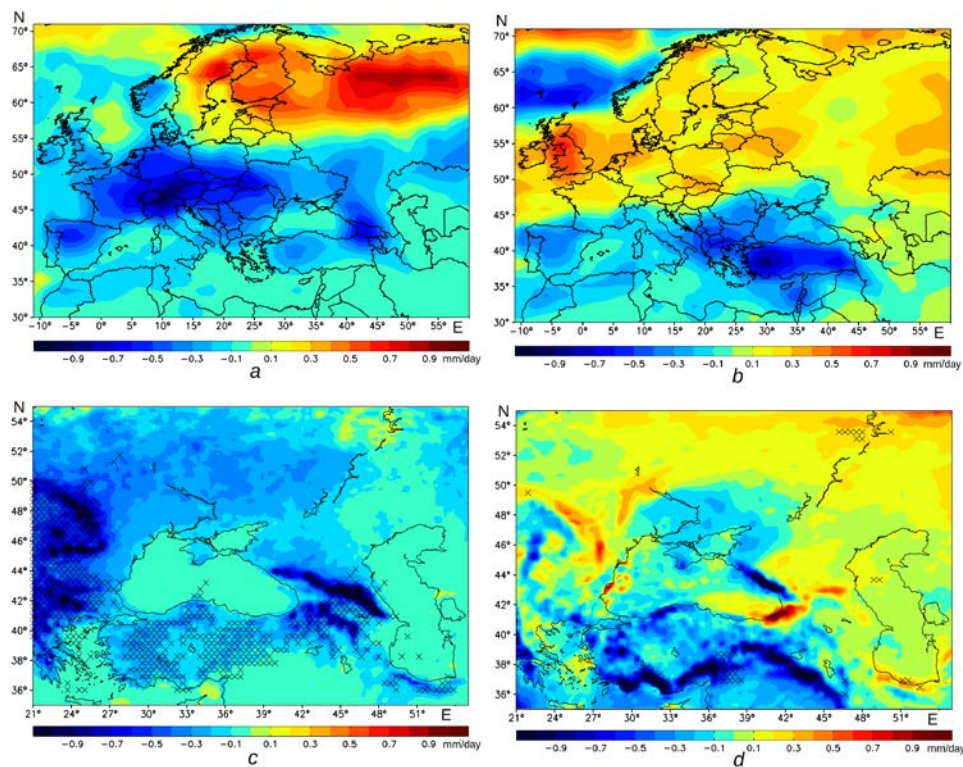 N N
70° 70°
65° 65°
60° 60°
55° 55°
50° 50°
45° 45°
40° 40°
35° 35°
30° 30°
−10° −5° 0° 5° 10° 15° 20° 25° 30° 35° 40° 45° 50° 55° E
−10° −5° 0° 5° 10° 15° 20° 25° 30° 35° 40° 45° 50° 55° E
−0.9 −0.7 −0.5 −0.3 −0.1 0.1 0.3 0.5 0.7 0.9 mm/day
−0.9 −0.7 −0.5 −0.3 −0.1 0.1 0.3 0.5 0.7 0.9 mm/day
a b
N N
54° 54°
52° 52°
50° 50°
48° 48°
46° 46°
44° 44°
42° 42°
40° 40°
38° 38°
36° 36°
21° 24° 27° 30° 33° 36° 39° 42° 45° 48° 51° E
21° 24° 27° 30° 33° 36° 39° 42° 45° 48° 51° E
−0.9 −0.7 −0.5 −0.3 −0.1 0.1 0.3 0.5 0.7 0.9 mm/day
−0.9 −0.7 −0.5 −0.3 −0.1 0.1 0.3 0.5 0.7 0.9 mm/day
c d